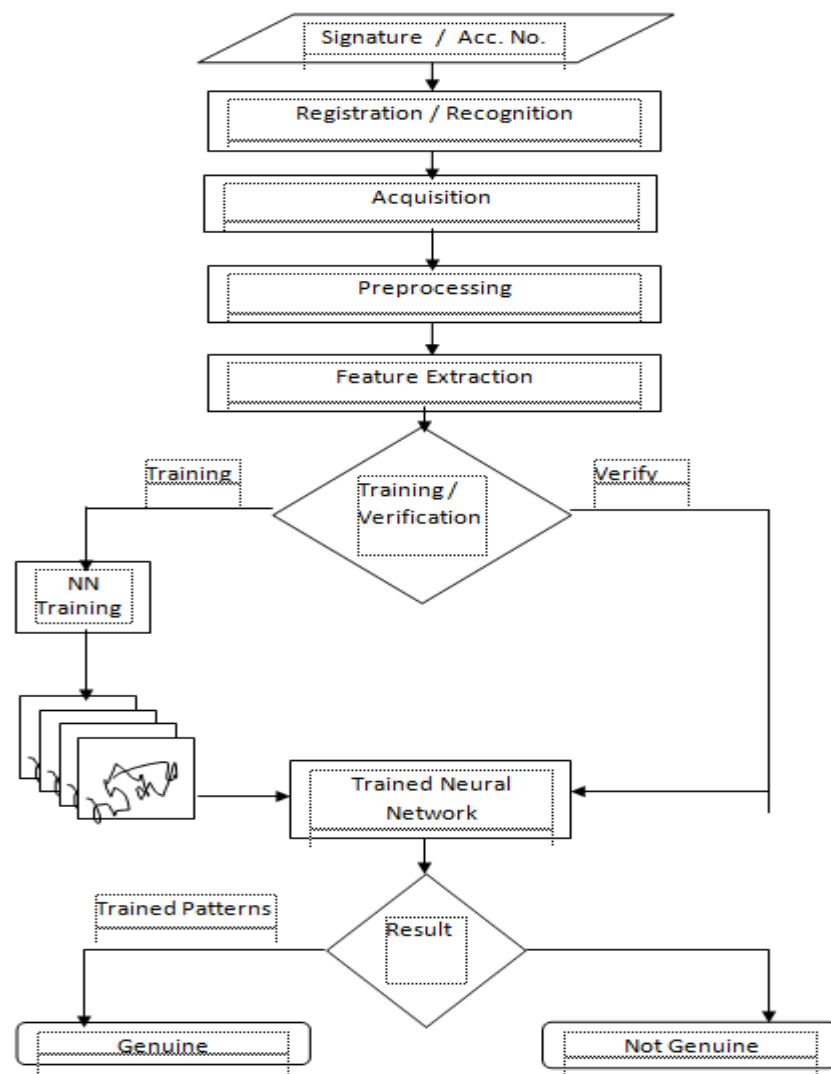 Signature / Acc. No.
Registration / Recognition
Acquisition
Preprocessing
Feature Extraction
Training
Verify
Training /
Verification
NN
Training
Trained Neural
Network
Trained Patterns
Result
Genuine
Not Genuine